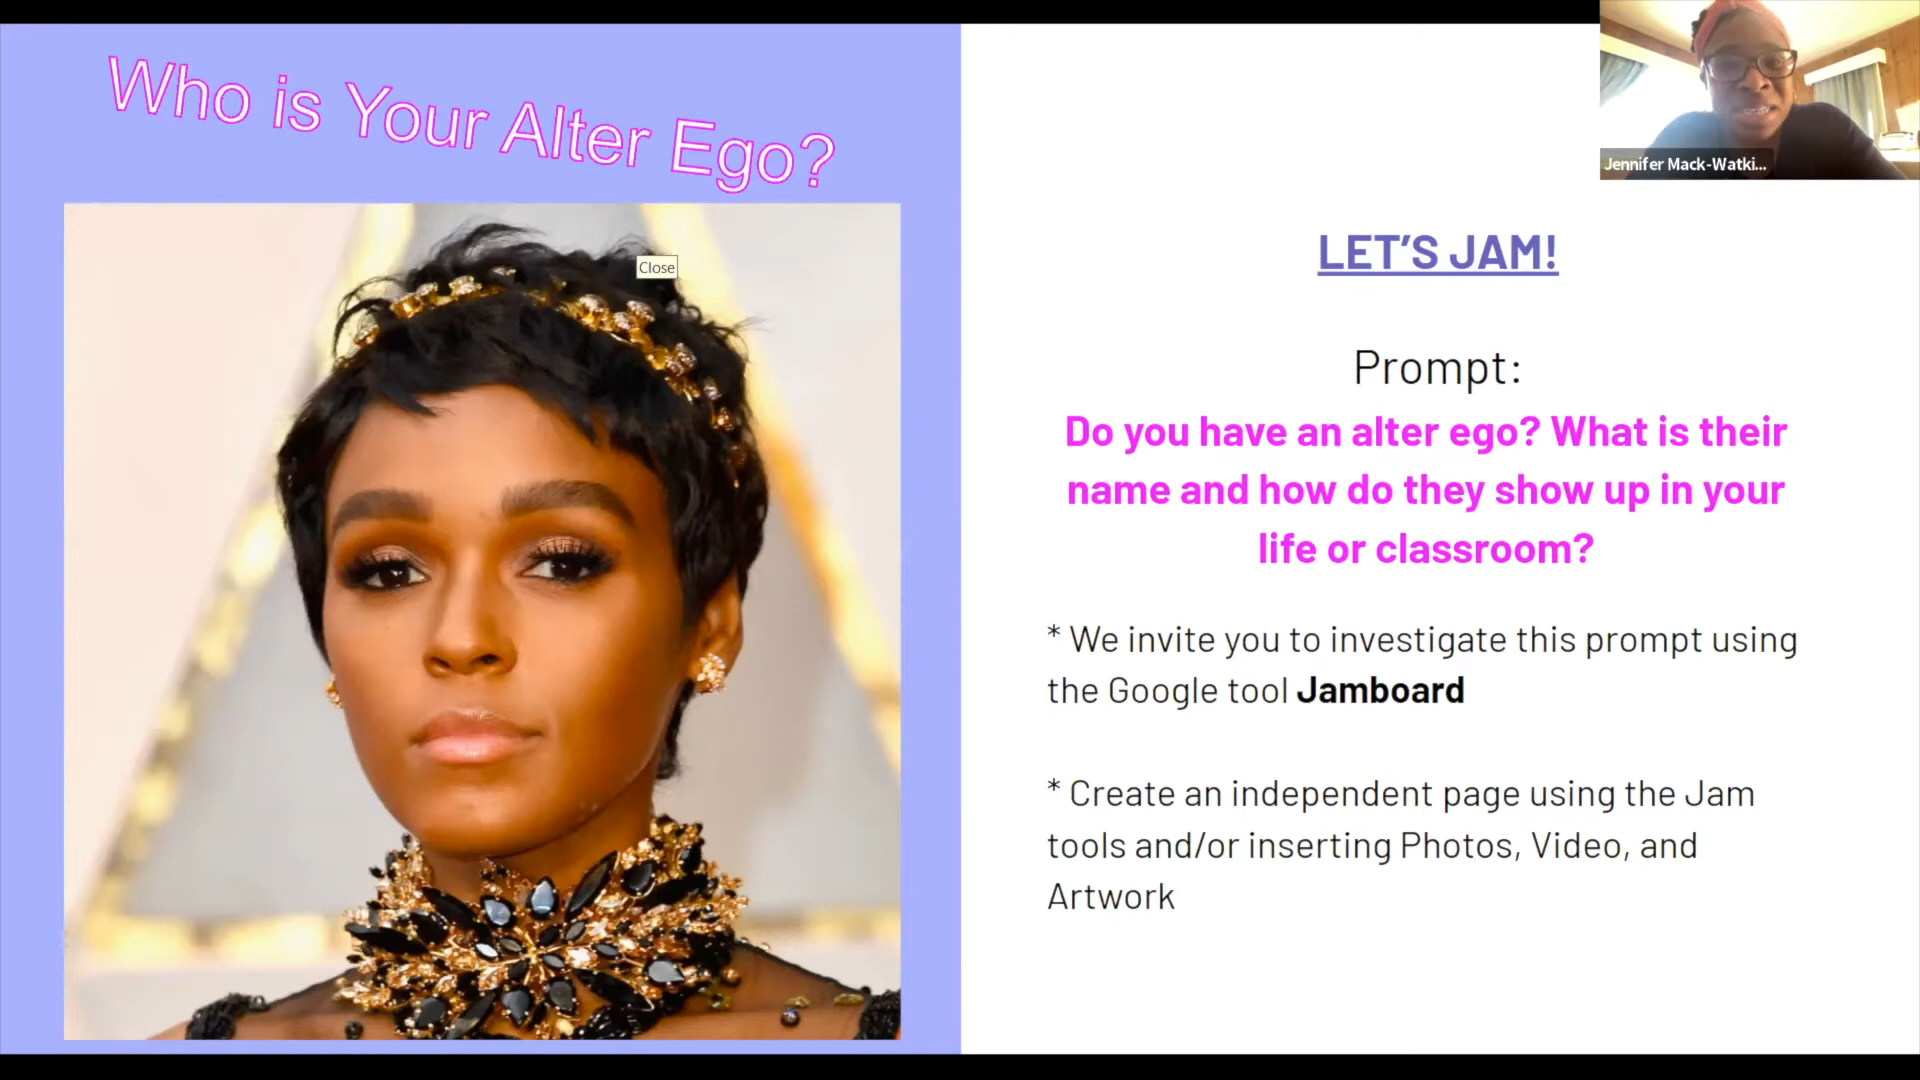 Who is Your Alter Ego?
Close
Jennifer Mack-Watki...
LET’S JAM!
Prompt:
Do you have an alter ego? What is their
name and how do they show up in your
life or classroom?
* We invite you to investigate this prompt using
the Google tool Jamboard
* Create an independent page using the Jam
tools and/or inserting Photos, Video, and
Artwork